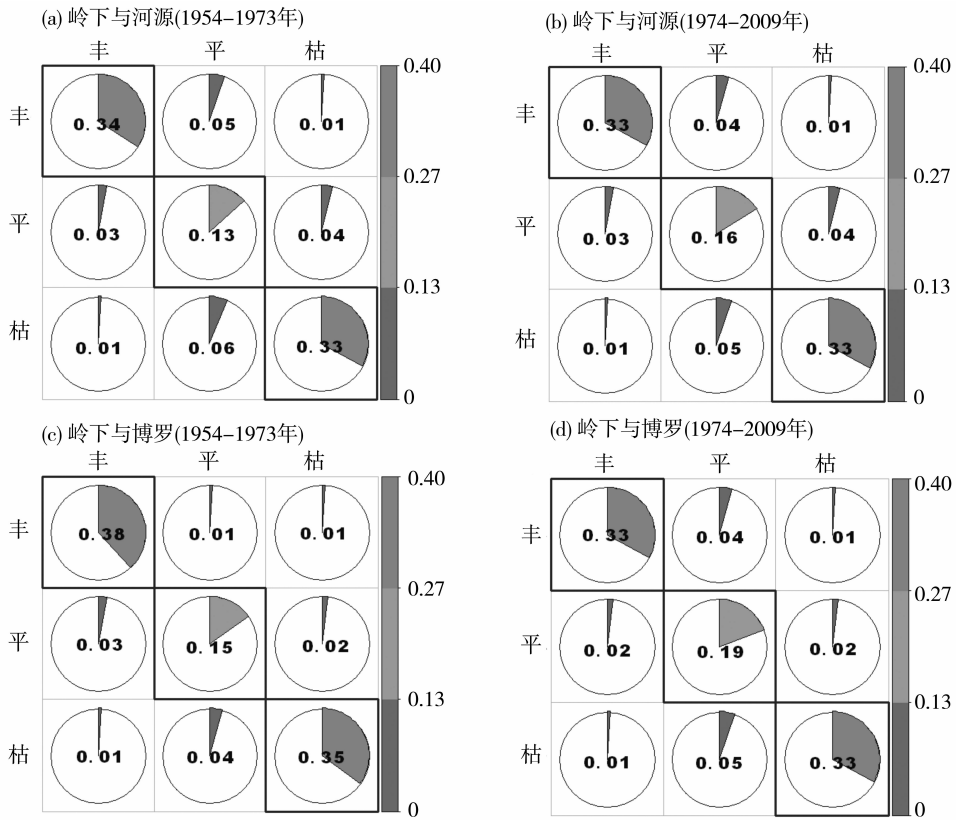 (a) 岭下与河源(1954-1973年)
丰 平 枯
丰 0.34 0.05 0.01
平 0.03 0.13 0.04
枯 0.01 0.06 0.33
0.40
0.27
0.13
0
(b) 岭下与河源(1974-2009年)
丰 平 枯
丰 0.33 0.04 0.01
平 0.03 0.16 0.04
枯 0.01 0.05 0.33
0.40
0.27
0.13
0
(c) 岭下与博罗(1954-1973年)
丰 平 枯
丰 0.38 0.01 0.01
平 0.03 0.15 0.02
枯 0.01 0.04 0.35
0.40
0.27
0.13
0
(d) 岭下与博罗(1974-2009年)
丰 平 枯
丰 0.33 0.04 0.01
平 0.02 0.19 0.02
枯 0.01 0.05 0.33
0.40
0.27
0.13
0